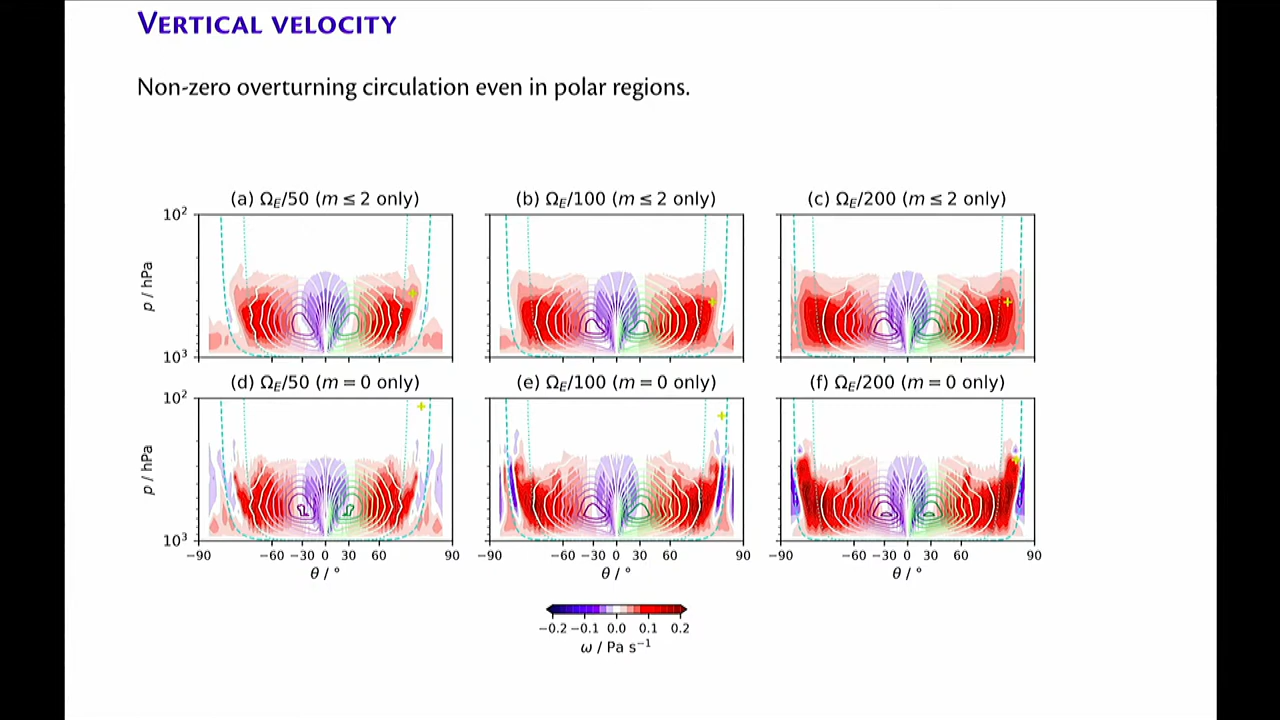 VERTICAL VELOCITY
Non-zero overturning circulation even in polar regions.
(a) Ω_E/50 (m ≤ 2 only) (b) Ω_E/100 (m ≤ 2 only) (c) Ω_E/200 (m ≤ 2 only)
10²
p / hPa
10³
(d) Ω_E/50 (m = 0 only) (e) Ω_E/100 (m = 0 only) (f) Ω_E/200 (m = 0 only)
10²
p / hPa
10³
−90 −60 −30 0 30 60 90 −90 −60 −30 0 30 60 90 −90 −60 −30 0 30 60 90
θ / ° θ / ° θ / °
−0.2 −0.1 0.0 0.1 0.2
ω / Pa s⁻¹